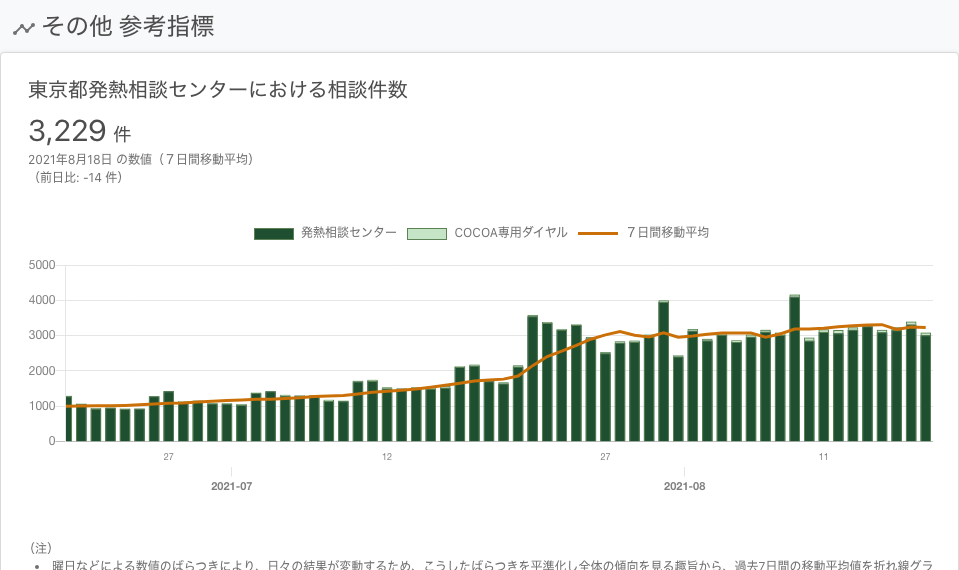 その他 参考指標
東京都発熱相談センターにおける相談件数
3,229 件
2021年8月18日 の数値（７日間移動平均）
（前日比: -14 件）
発熱相談センター COCOA専用ダイヤル ７日間移動平均
5000
4000
3000
2000
1000
0
27 12 27 11
2021-07 2021-08
（注）
• 曜日などによる数値のばらつきにより、日々の結果が変動するため、こうしたばらつきを平準化し全体の傾向を見る趣旨から、過去7日間の移動平均値を折れ線グラ